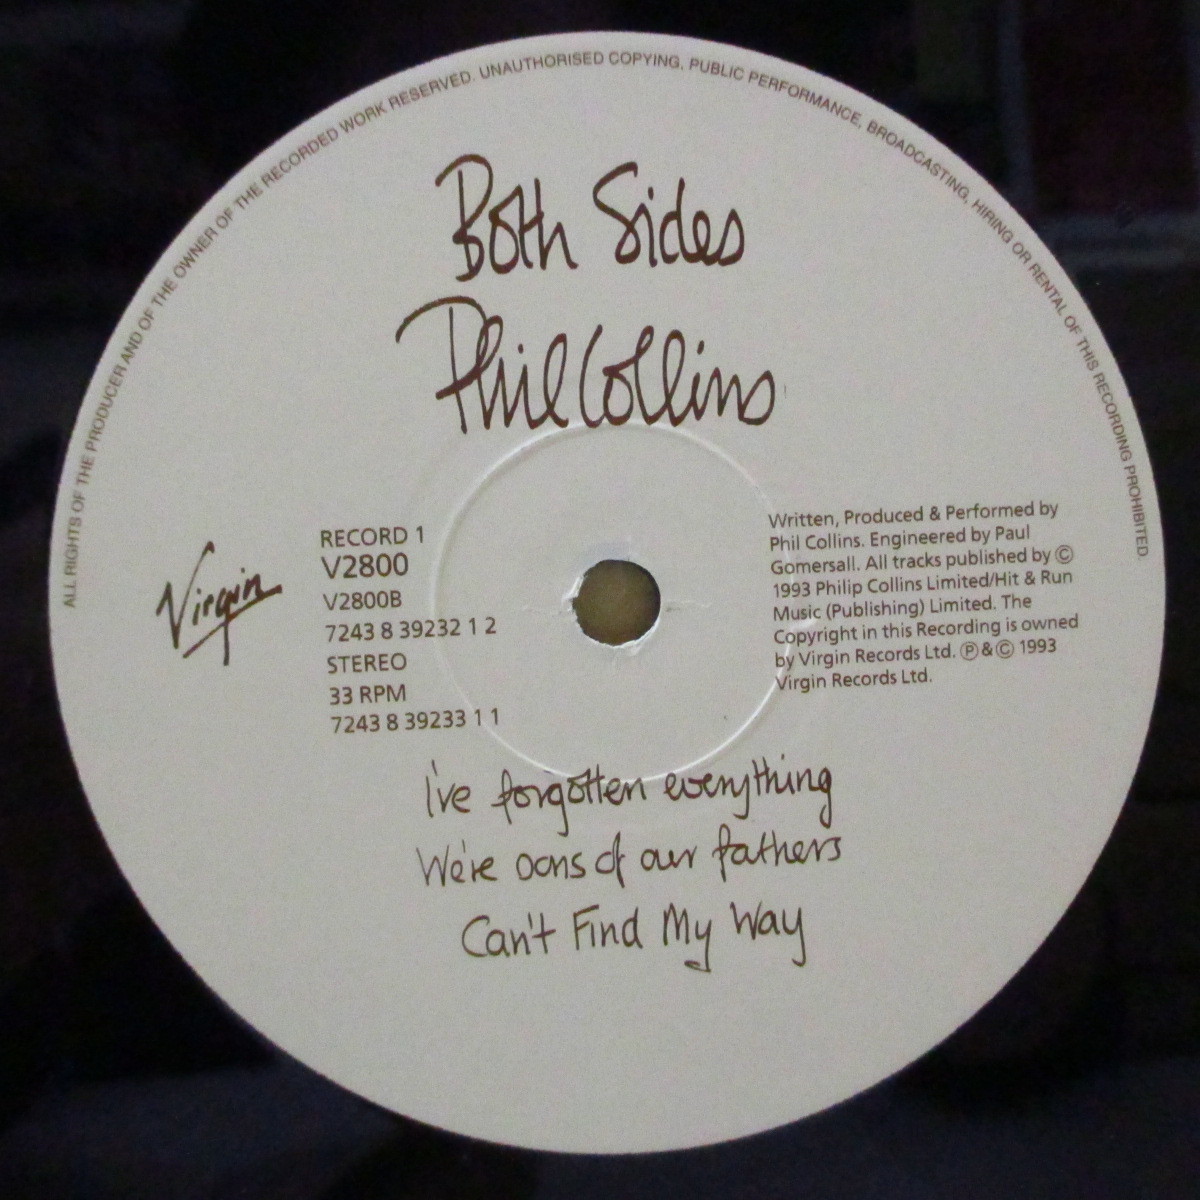 ALL RIGHTS OF THE PRODUCER AND OF THE OWNER OF THE RECORDED WORK RESERVED. UNAUTHORISED COPYING, PUBLIC PERFORMANCE, BROADCASTING, HIRING OR RENTAL OF THIS RECORDING PROHIBITED.
Both Sides
Phil Collins
Virgin
RECORD 1
V2800
V2800B
7243 8 39232 1 2
STEREO
33 RPM
7243 8 39233 1 1
Written, Produced & Performed by
Phil Collins. Engineered by Paul
Gomersall. All tracks published by ©
1993 Philip Collins Limited/Hit & Run
Music (Publishing) Limited. The
Copyright in this Recording is owned
by Virgin Records Ltd. ℗ & © 1993
Virgin Records Ltd.
I've forgotten everything
We're sons of our fathers
Can't Find My Way